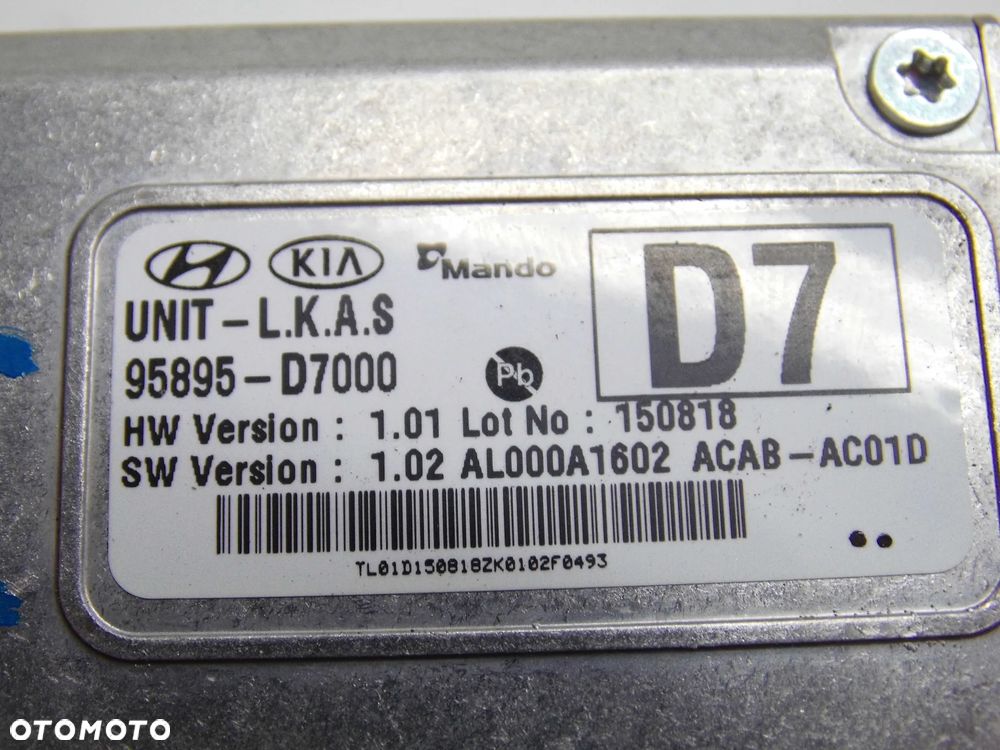 HYUNDAI KIA Mando D7
UNIT - L.K.A.S
95895 - D7000 Pb
HW Version : 1.01 Lot No : 150818
SW Version : 1.02 AL000A1602 ACAB - AC01D
TL01D150818ZK0102F0493
OTOMOTO